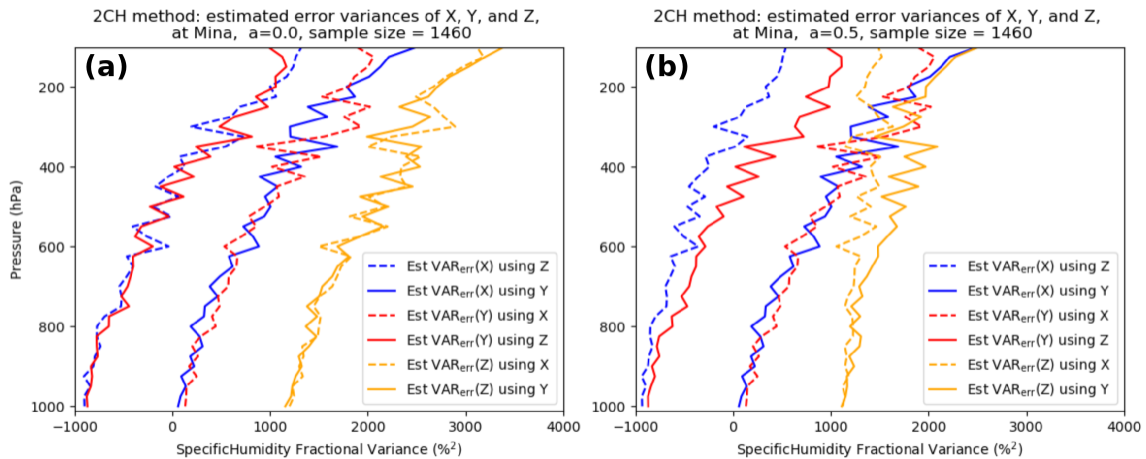 2CH method: estimated error variances of X, Y, and Z,
at Mina,  a=0.0, sample size = 1460
(a)
Pressure (hPa)
200
400
600
800
1000
Est VARerr(X) using Z
Est VARerr(X) using Y
Est VARerr(Y) using X
Est VARerr(Y) using Z
Est VARerr(Z) using X
Est VARerr(Z) using Y
−1000 0 1000 2000 3000 4000
SpecificHumidity Fractional Variance (%²)
2CH method: estimated error variances of X, Y, and Z,
at Mina,  a=0.5, sample size = 1460
(b)
200
400
600
800
1000
Est VARerr(X) using Z
Est VARerr(X) using Y
Est VARerr(Y) using X
Est VARerr(Y) using Z
Est VARerr(Z) using X
Est VARerr(Z) using Y
−1000 0 1000 2000 3000 4000
SpecificHumidity Fractional Variance (%²)